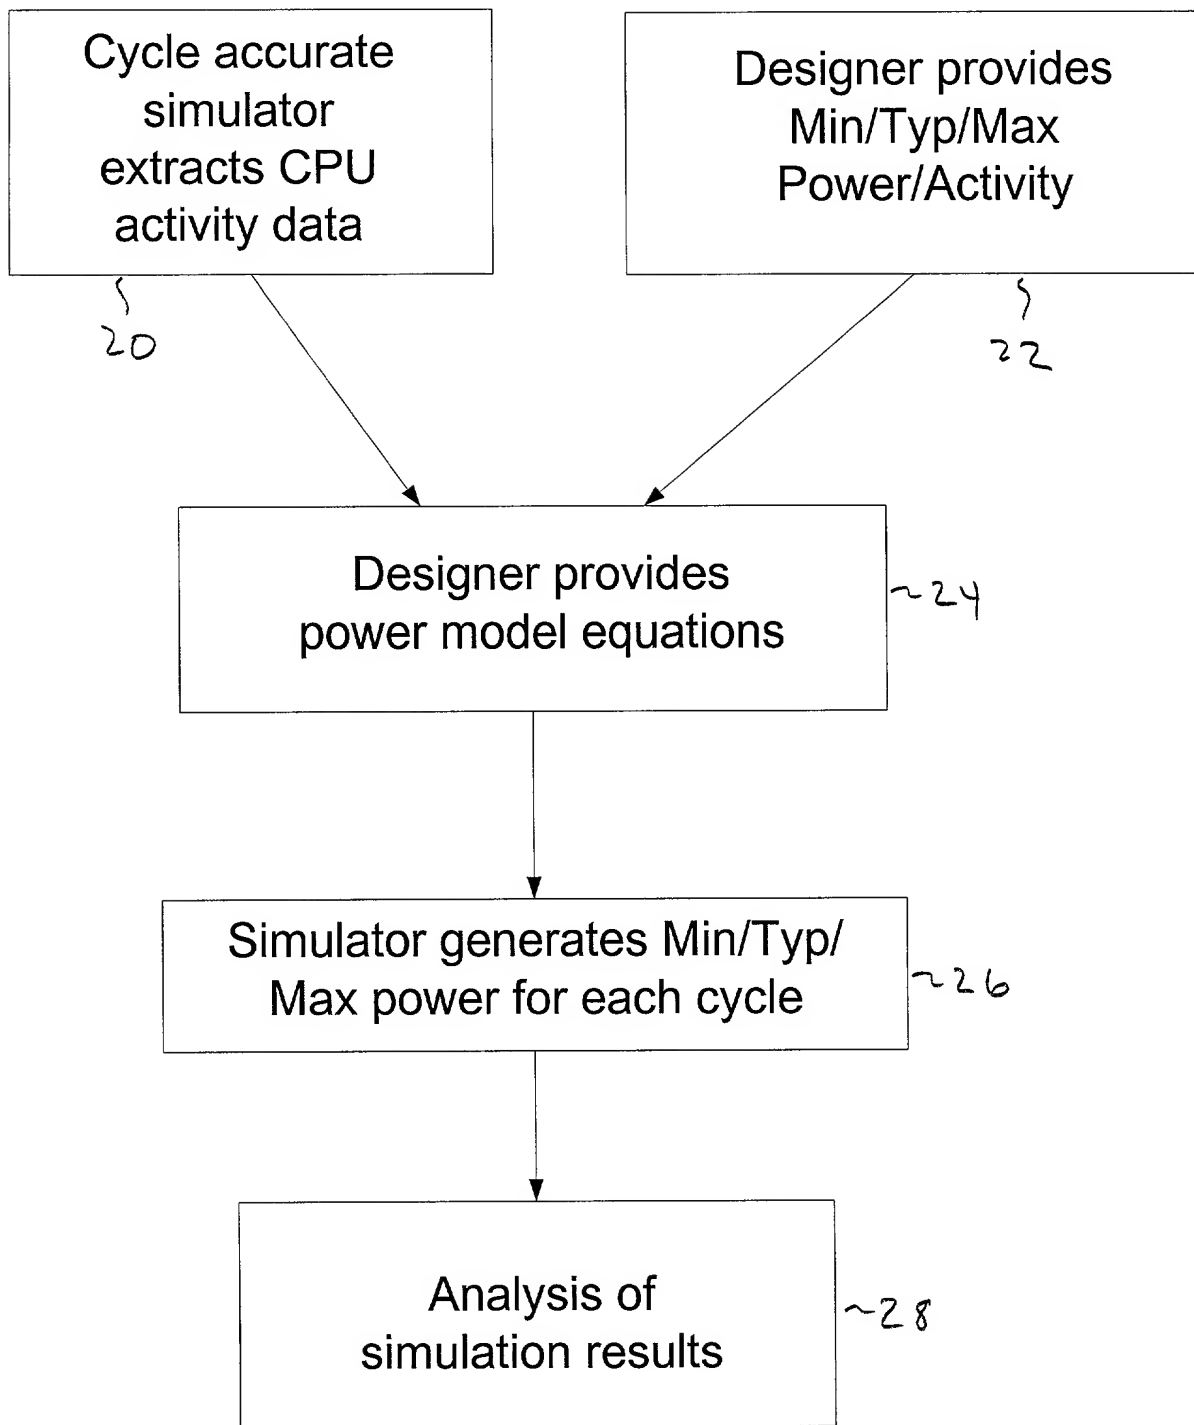 Cycle accurate
simulator
extracts CPU
activity data
20
Designer provides
Min/Typ/Max
Power/Activity
22
Designer provides
power model equations
~24
Simulator generates Min/Typ/
Max power for each cycle
~26
Analysis of
simulation results
~28